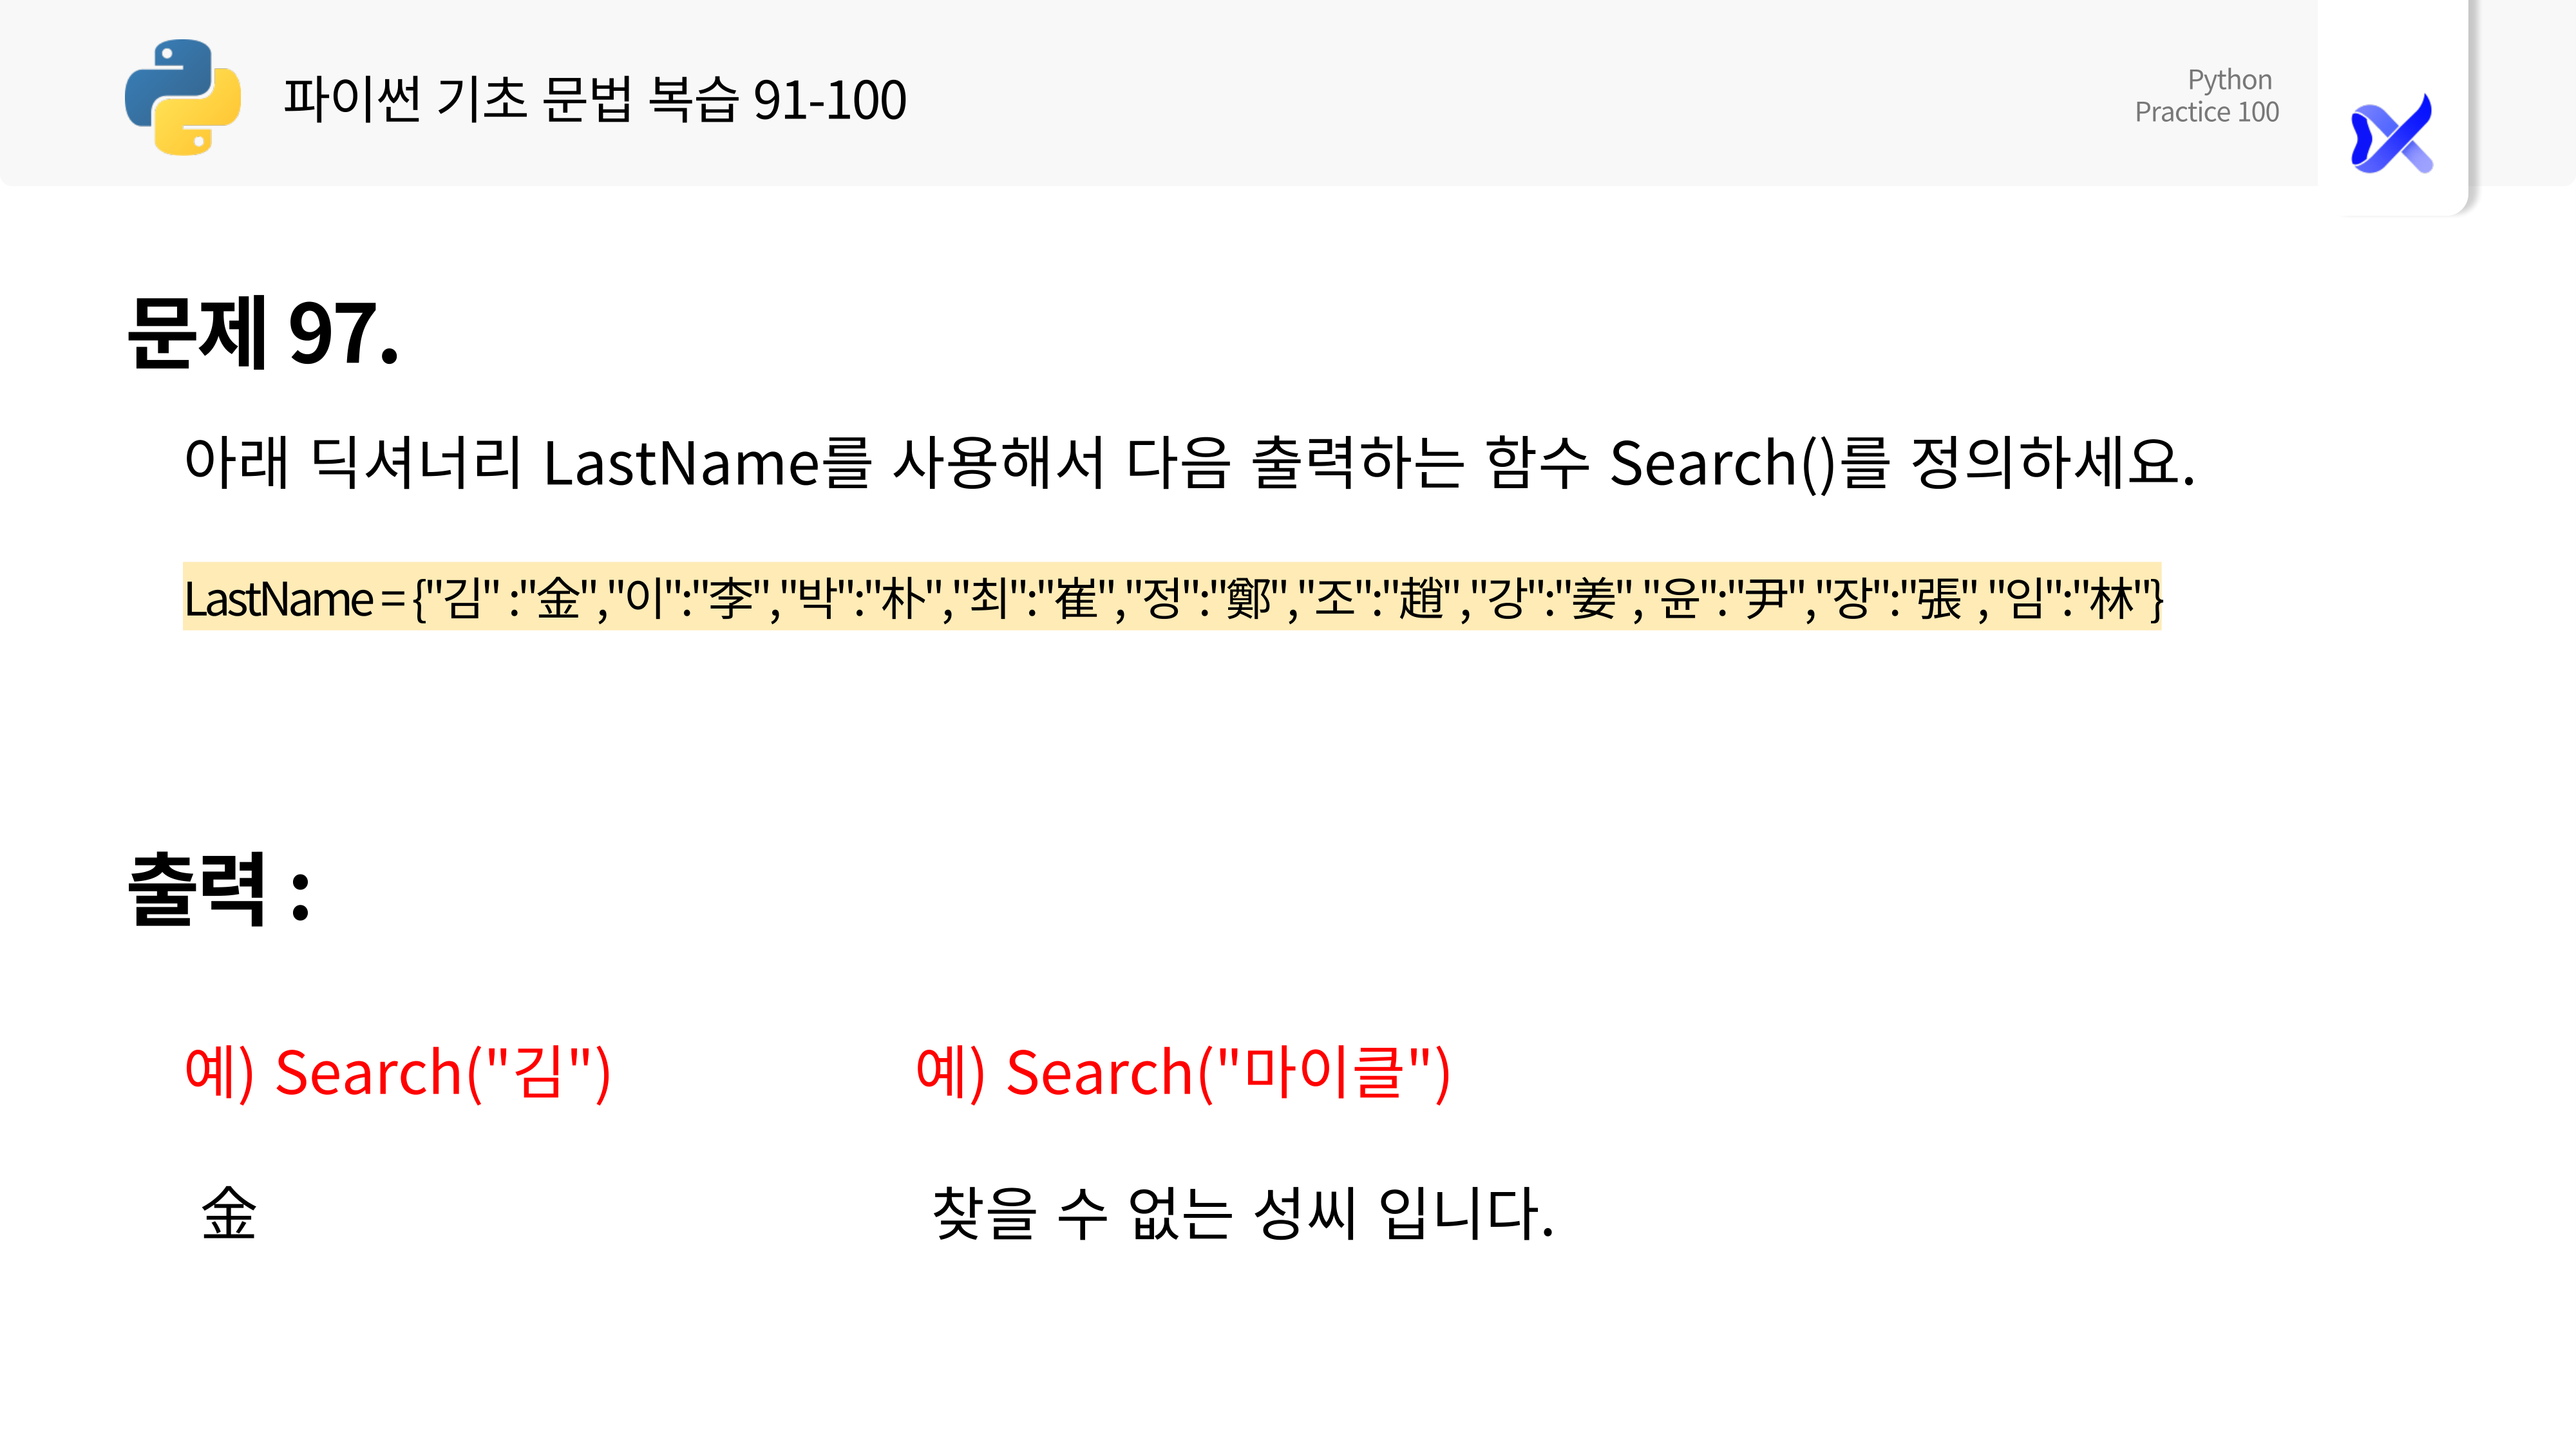 파이썬 기초 문법 복습 91-100
Python
Practice 100
문제 97.
아래 딕셔너리 LastName를 사용해서 다음 출력하는 함수 Search()를 정의하세요.
LastName = {"김" :"金","이":"李","박":"朴","최":"崔","정":"鄭","조":"趙","강":"姜","윤":"尹","장":"張","임":"林"}
출력 :
예) Search("김") 예) Search("마이클")
金 찾을 수 없는 성씨 입니다.